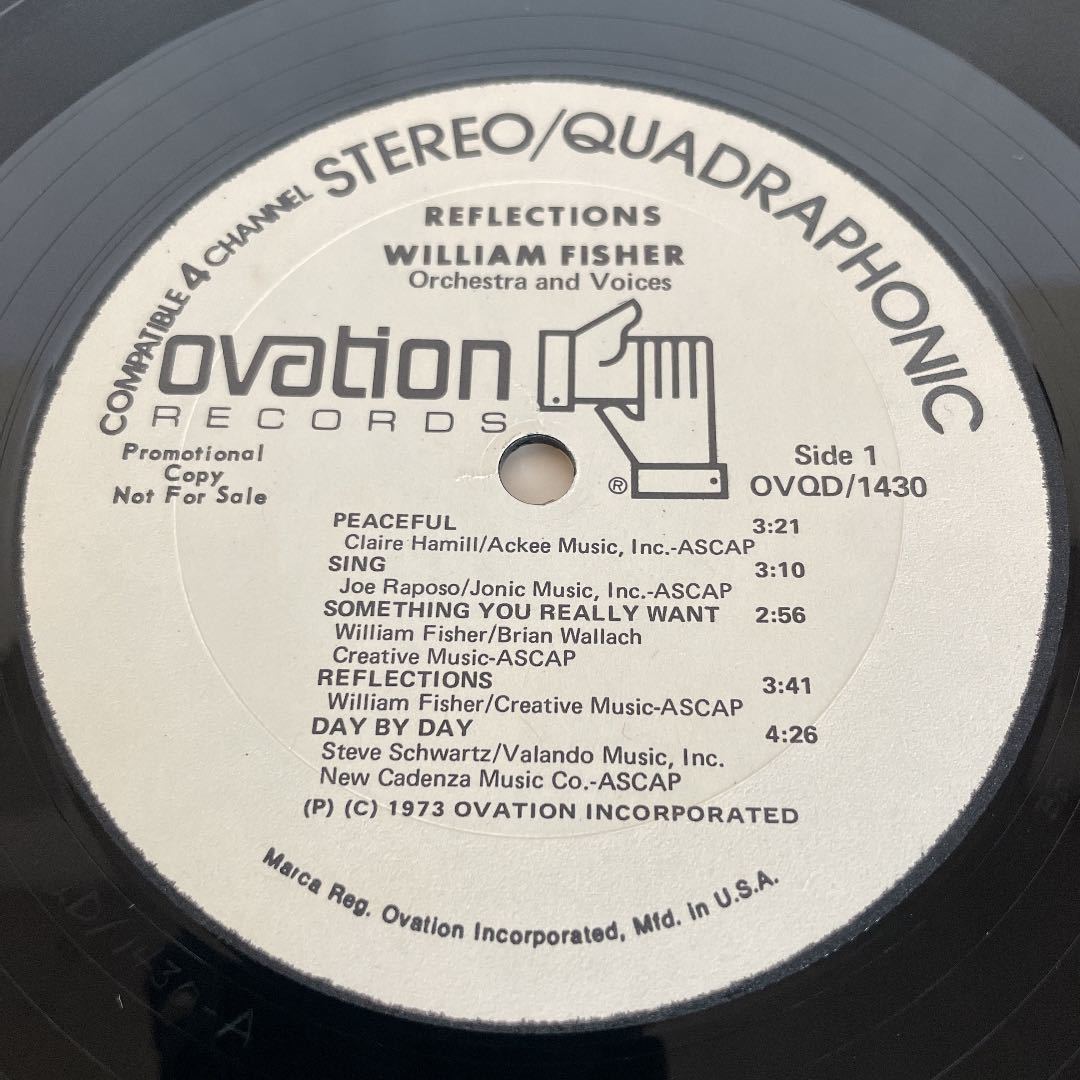 COMPATIBLE 4 CHANNEL STEREO/QUADRAPHONIC
REFLECTIONS
WILLIAM FISHER
Orchestra and Voices
ovation
RECORDS
®
Promotional
Copy
Not For Sale
Side 1
OVQD/1430
PEACEFUL 3:21
Claire Hamill/Ackee Music, Inc.-ASCAP
SING 3:10
Joe Raposo/Jonic Music, Inc.-ASCAP
SOMETHING YOU REALLY WANT 2:56
William Fisher/Brian Wallach
Creative Music-ASCAP
REFLECTIONS 3:41
William Fisher/Creative Music-ASCAP
DAY BY DAY 4:26
Steve Schwartz/Valando Music, Inc.
New Cadenza Music Co.-ASCAP
(P) (C) 1973 OVATION INCORPORATED
Marca Reg. Ovation Incorporated, Mfd. in U.S.A.